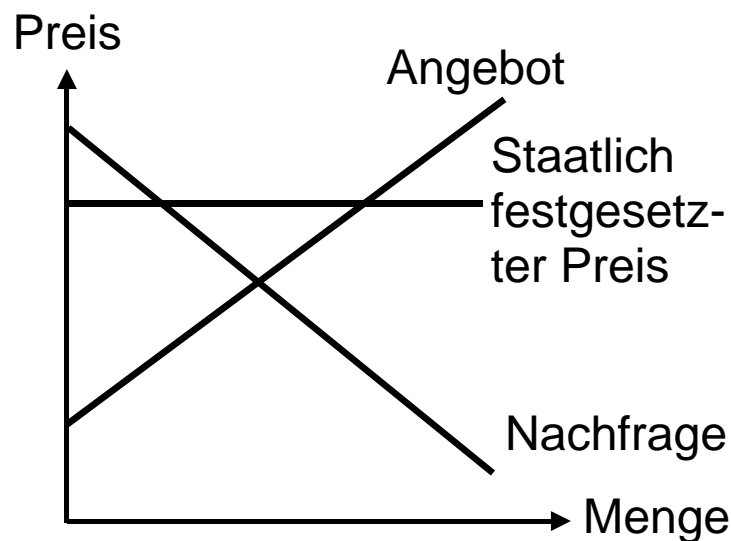 Preis
Angebot
Staatlich
festgesetz-
ter Preis
Nachfrage
Menge